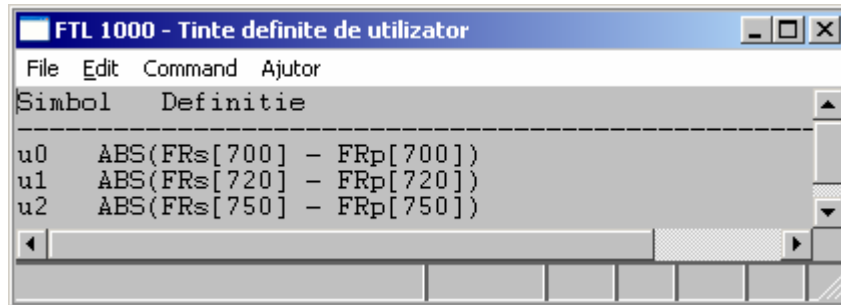 FTL 1000 - Tinte definite de utilizator
File Edit Command Ajutor
Simbol Definitie
----------------------------------------------------
u0 ABS(FRs[700] - FRp[700])
u1 ABS(FRs[720] - FRp[720])
u2 ABS(FRs[750] - FRp[750])